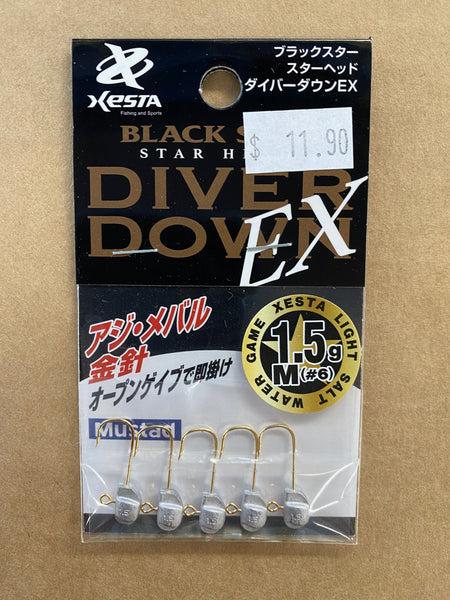 XESTA
Fishing and Sports
ブラックスター
スターヘッド
ダイバーダウンEX
$ 11.90
BLACK
STAR
DIVER
DOWN
EX
アジ・メバル
金針
オープンゲイプで即掛け
XESTA LIGHT SALT WATER GAME
1.5g
M(#6)
Mustad